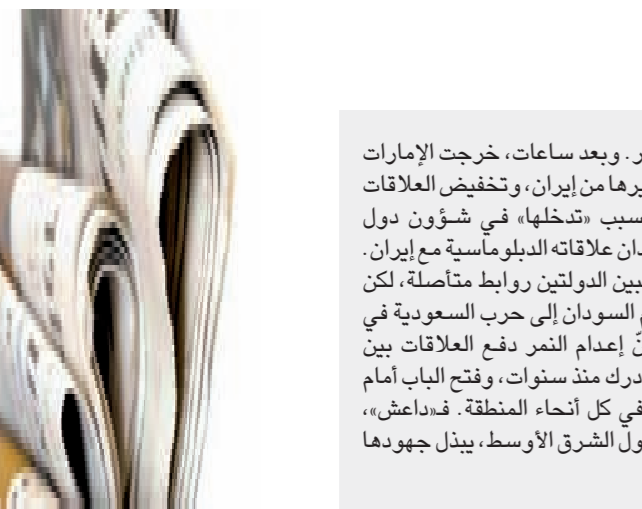 ر. وبعد ساعات، خرجت الإمارات
يرها من إيران، وتخفيض العلاقات
سبب «تدخلها» في شؤون دول
دان علاقاته الدبلوماسية مع إيران.
بين الدولتين روابط متأصلة، لكن
السودان إلى حرب السعودية في
نّ إعدام النمر دفع العلاقات بين
درك منذ سنوات، وفتح الباب أمام
في كل أنحاء المنطقة. فـ«داعش»،
ول الشرق الأوسط، يبذل جهودها